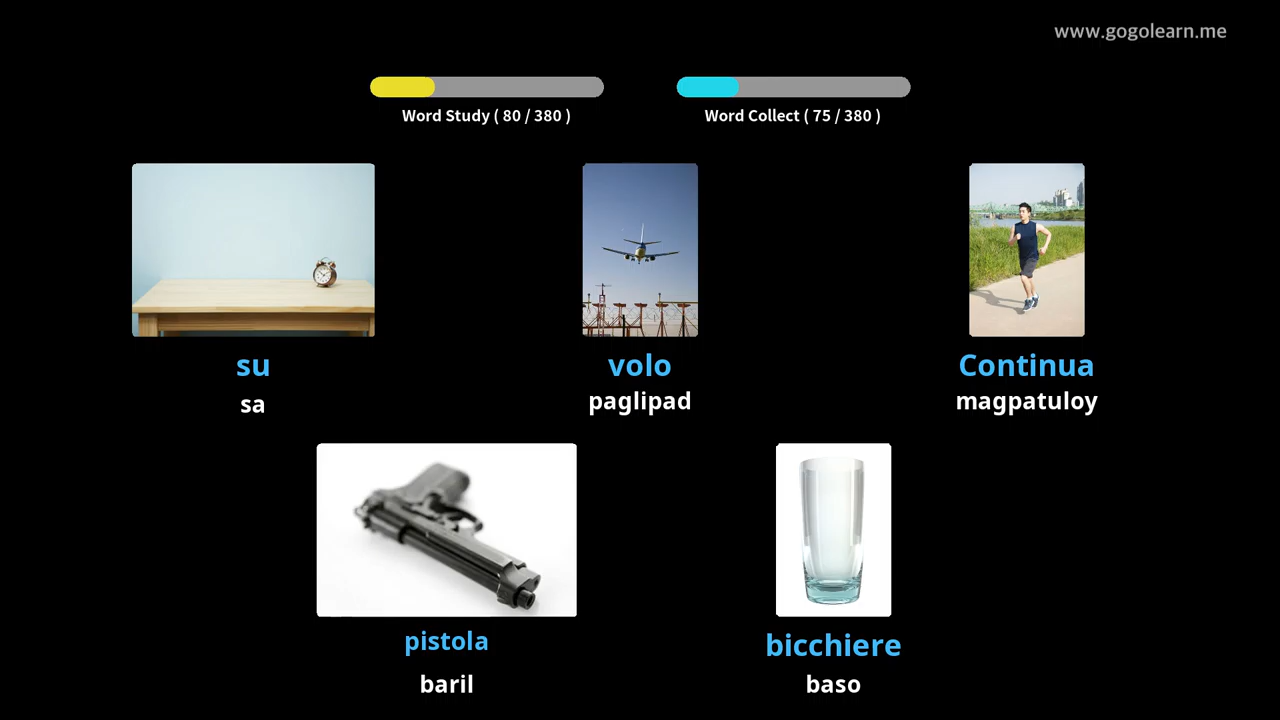 www.gogolearn.me
Word Study ( 80 / 380 )
Word Collect ( 75 / 380 )
su
volo
Continua
sa
paglipad
magpatuloy
pistola
bicchiere
baril
baso